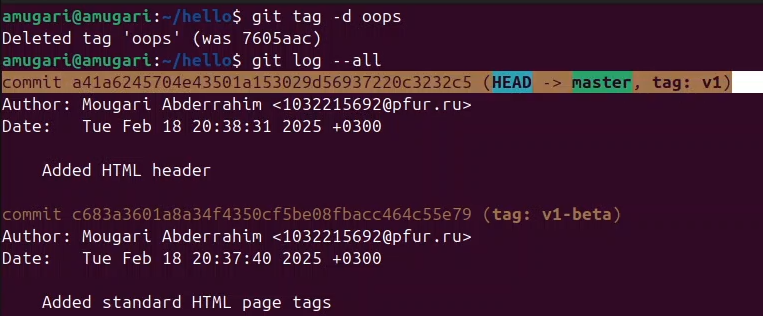 amugari@amugari:~/hello$ git tag -d oops
Deleted tag 'oops' (was 7605aac)
amugari@amugari:~/hello$ git log --all
commit a41a6245704e43501a153029d56937220c3232c5 (HEAD -> master, tag: v1)
Author: Mougari Abderrahim <1032215692@pfur.ru>
Date:   Tue Feb 18 20:38:31 2025 +0300
    Added HTML header
commit c683a3601a8a34f4350cf5be08fbacc464c55e79 (tag: v1-beta)
Author: Mougari Abderrahim <1032215692@pfur.ru>
Date:   Tue Feb 18 20:37:40 2025 +0300
    Added standard HTML page tags